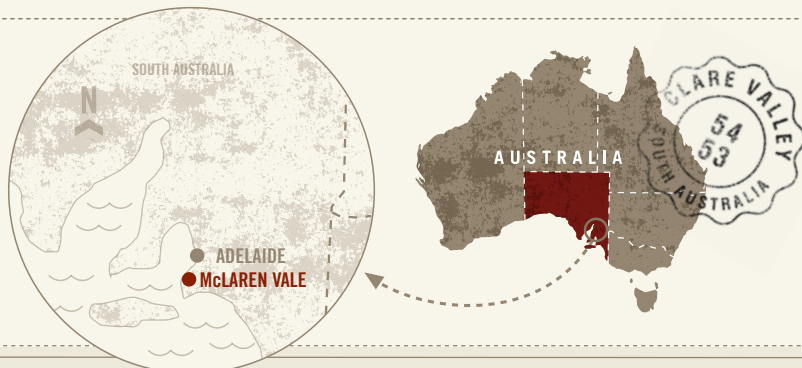 SOUTH AUSTRALIA
N
ADELAIDE
McLAREN VALE
AUSTRALIA
CLARE VALLEY
54
53
SOUTH AUSTRALIA